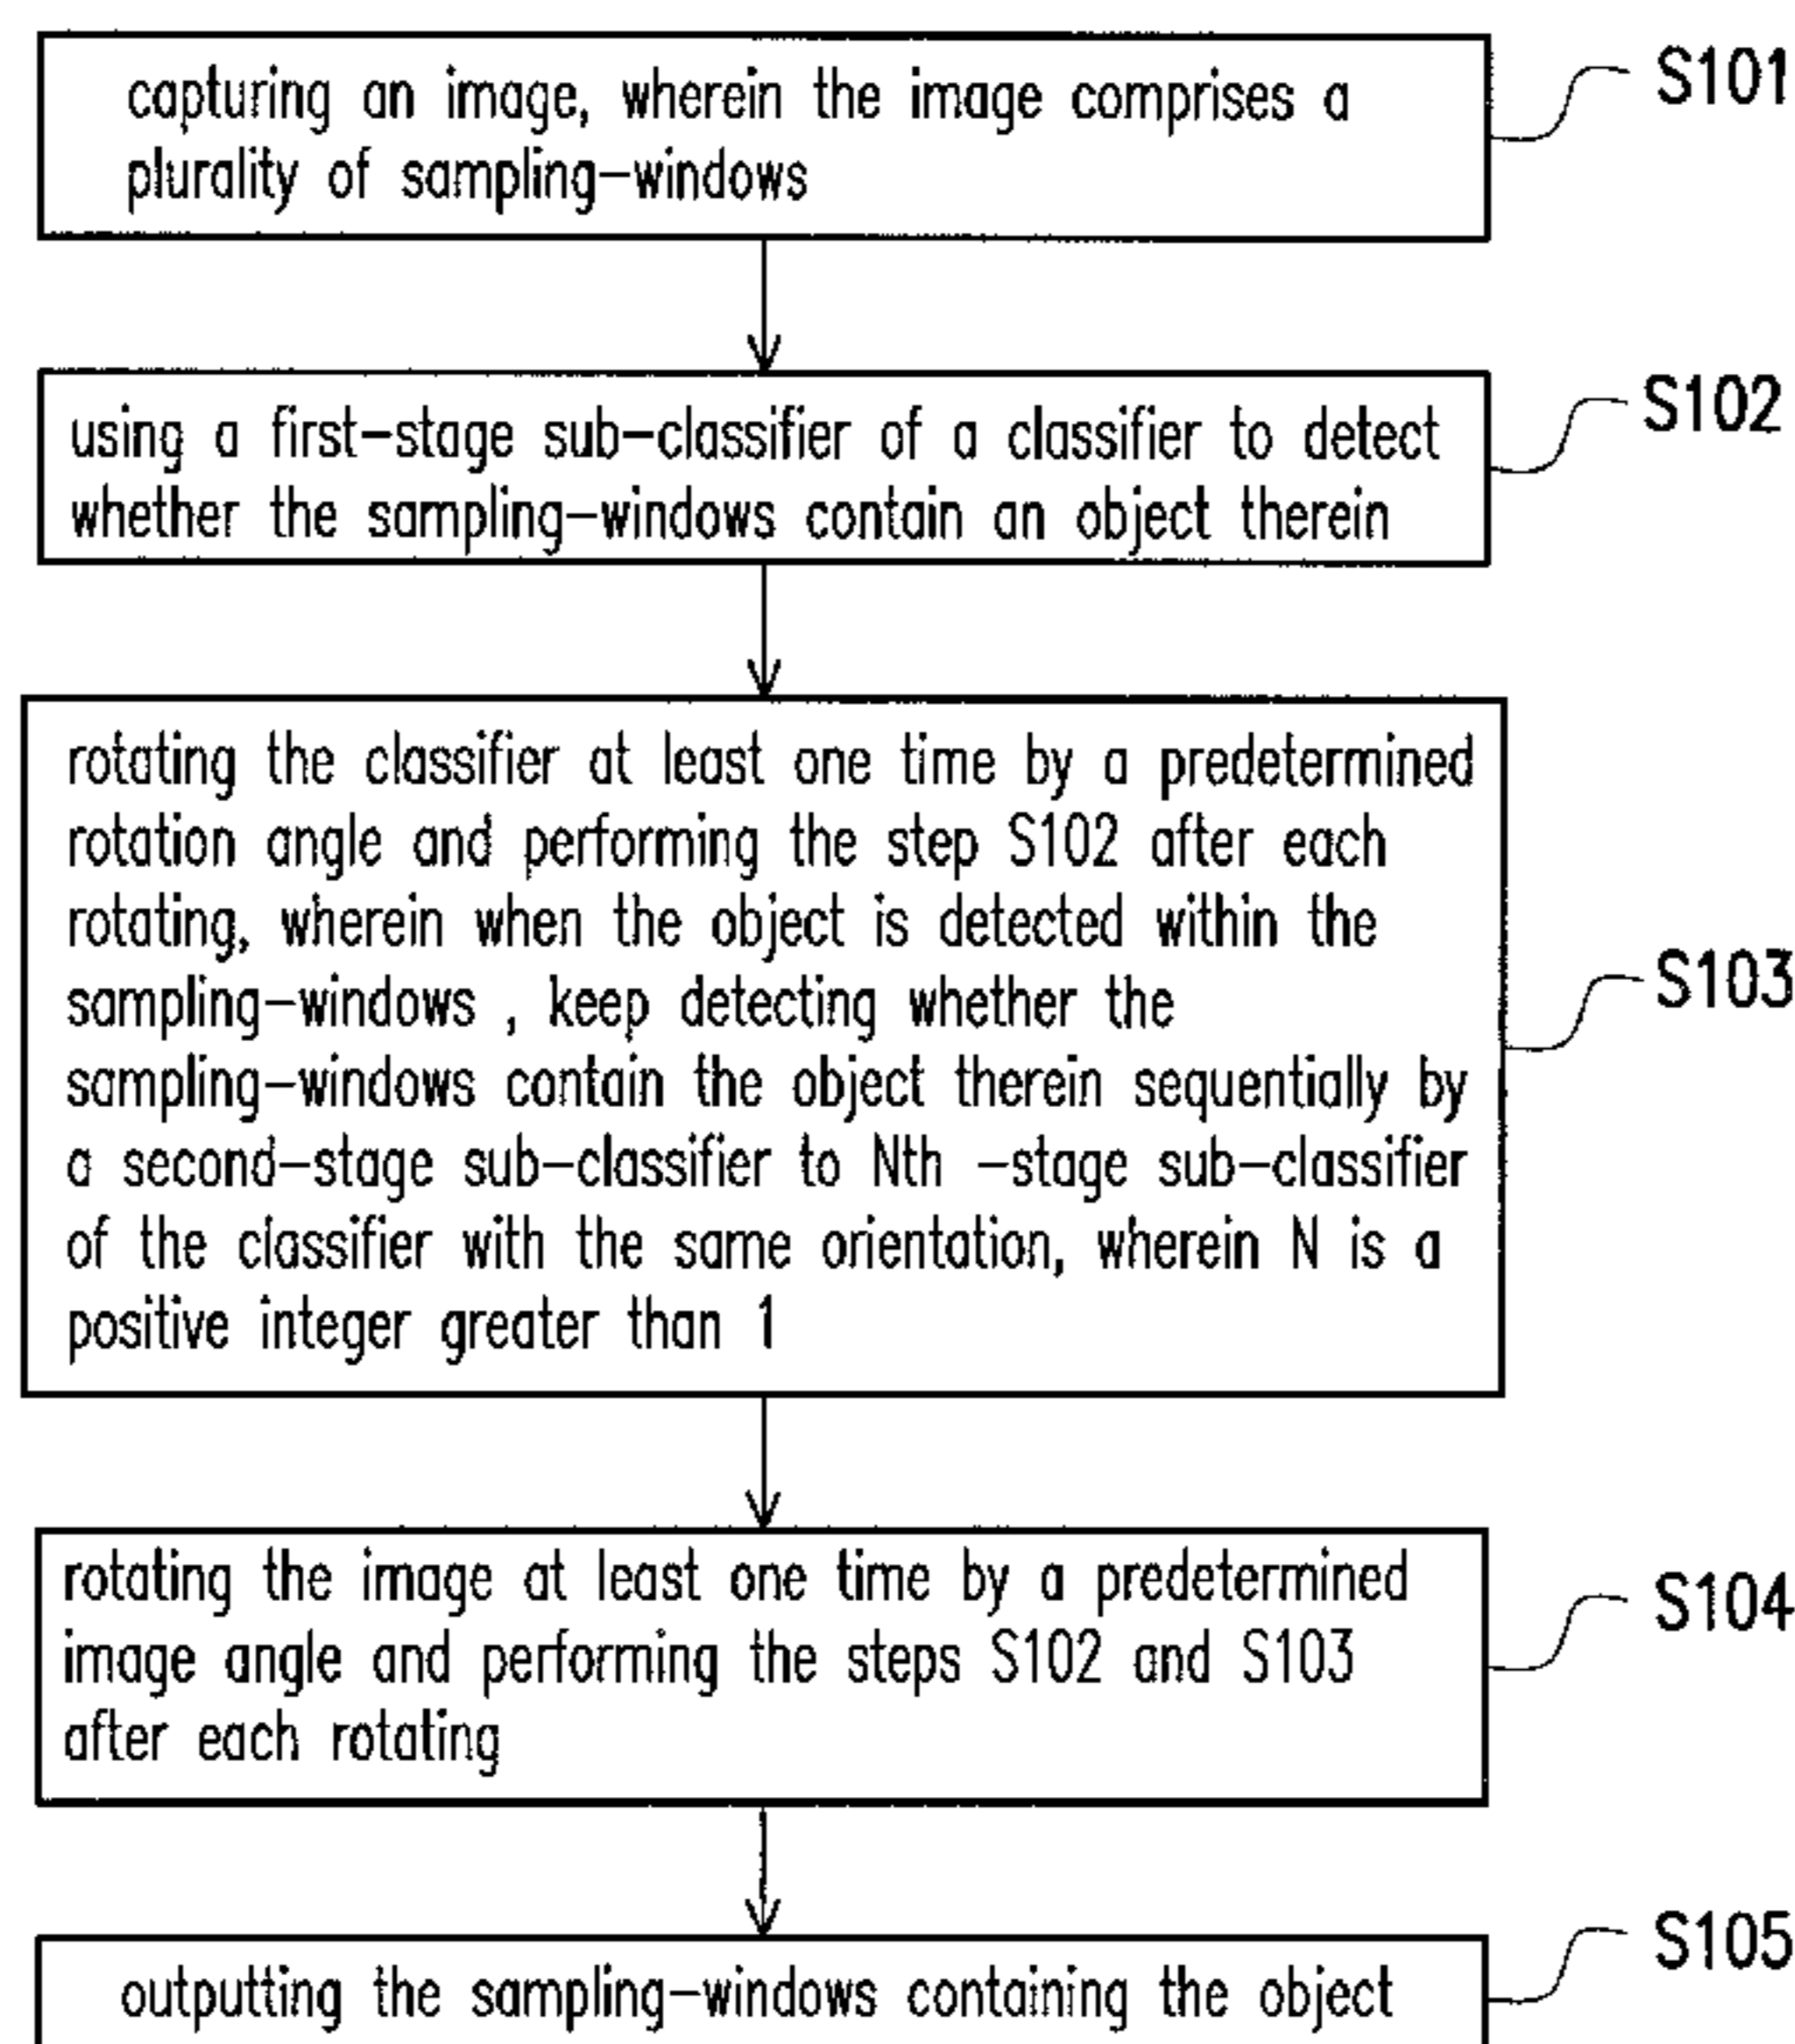 capturing an image, wherein the image comprises a
plurality of sampling-windows
S101
using a first-stage sub-classifier of a classifier to detect
whether the sampling-windows contain an object therein
S102
rotating the classifier at least one time by a predetermined
rotation angle and performing the step S102 after each
rotating, wherein when the object is detected within the
sampling-windows , keep detecting whether the
sampling-windows contain the object therein sequentially by
a second-stage sub-classifier to Nth -stage sub-classifier
of the classifier with the same orientation, wherein N is a
positive integer greater than 1
S103
rotating the image at least one time by a predetermined
image angle and performing the steps S102 and S103
after each rotating
S104
outputting the sampling-windows containing the object
S105